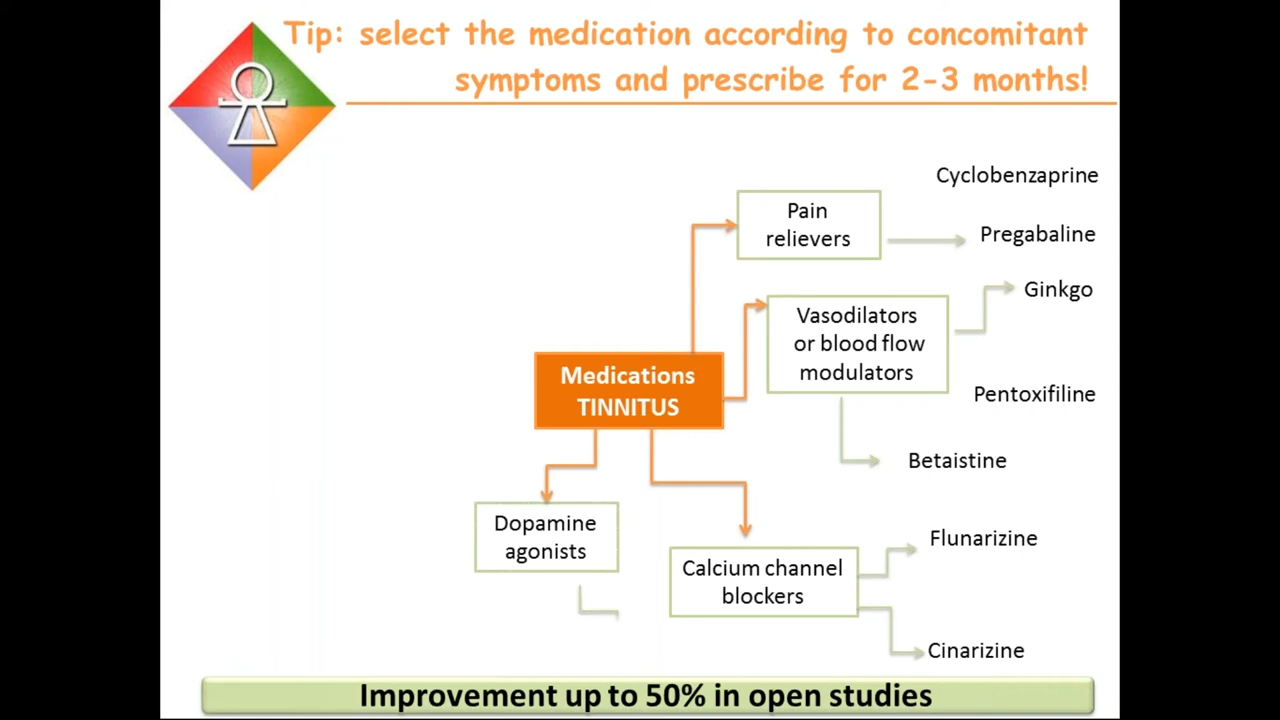 Tip: select the medication according to concomitant
symptoms and prescribe for 2-3 months!
Cyclobenzaprine
Pain
relievers
Pregabaline
Ginkgo
Vasodilators
or blood flow
modulators
Pentoxifiline
Medications
TINNITUS
Betaistine
Dopamine
agonists
Flunarizine
Calcium channel
blockers
Cinarizine
Improvement up to 50% in open studies